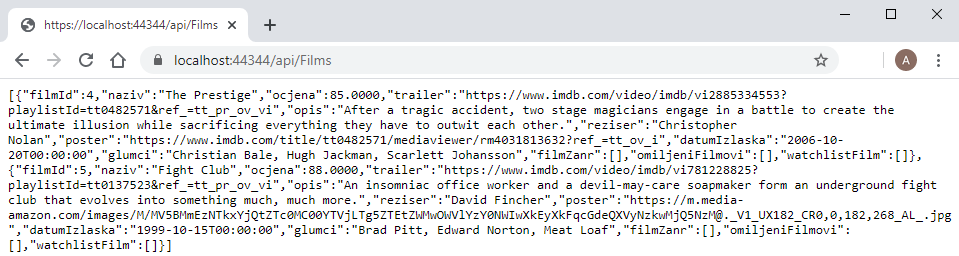 https://localhost:44344/api/Films
localhost:44344/api/Films
A
[{"filmId":4,"naziv":"The Prestige","ocjena":85.0000,"trailer":"https://www.imdb.com/video/imdb/vi2885334553?
playlistId=tt0482571&ref_=tt_pr_ov_vi","opis":"After a tragic accident, two stage magicians engage in a battle to create the
ultimate illusion while sacrificing everything they have to outwit each other.","reziser":"Christopher
Nolan","poster":"https://www.imdb.com/title/tt0482571/mediaviewer/rm4031813632?ref_=tt_ov_i","datumIzlaska":"2006-10-
20T00:00:00","glumci":"Christian Bale, Hugh Jackman, Scarlett Johansson","filmZanr":[],"omiljeniFilmovi":[],"watchlistFilm":[]},
{"filmId":5,"naziv":"Fight Club","ocjena":88.0000,"trailer":"https://www.imdb.com/video/imdb/vi781228825?
playlistId=tt0137523&ref_=tt_pr_ov_vi","opis":"An insomniac office worker and a devil-may-care soapmaker form an underground fight
club that evolves into something much, much more.","reziser":"David Fincher","poster":"https://m.media-
amazon.com/images/M/MV5BMmEzNTkxYjQtZTc0MC00YTVjLTg5ZTEtZWMwOWVlYzY0NWIwXkEyXkFqcGdeQXVyNzkwMjQ5NzM@._V1_UX182_CR0,0,182,268_AL_.jpg
","datumIzlaska":"1999-10-15T00:00:00","glumci":"Brad Pitt, Edward Norton, Meat Loaf","filmZanr":[],"omiljeniFilmovi":
[],"watchlistFilm":[]}]